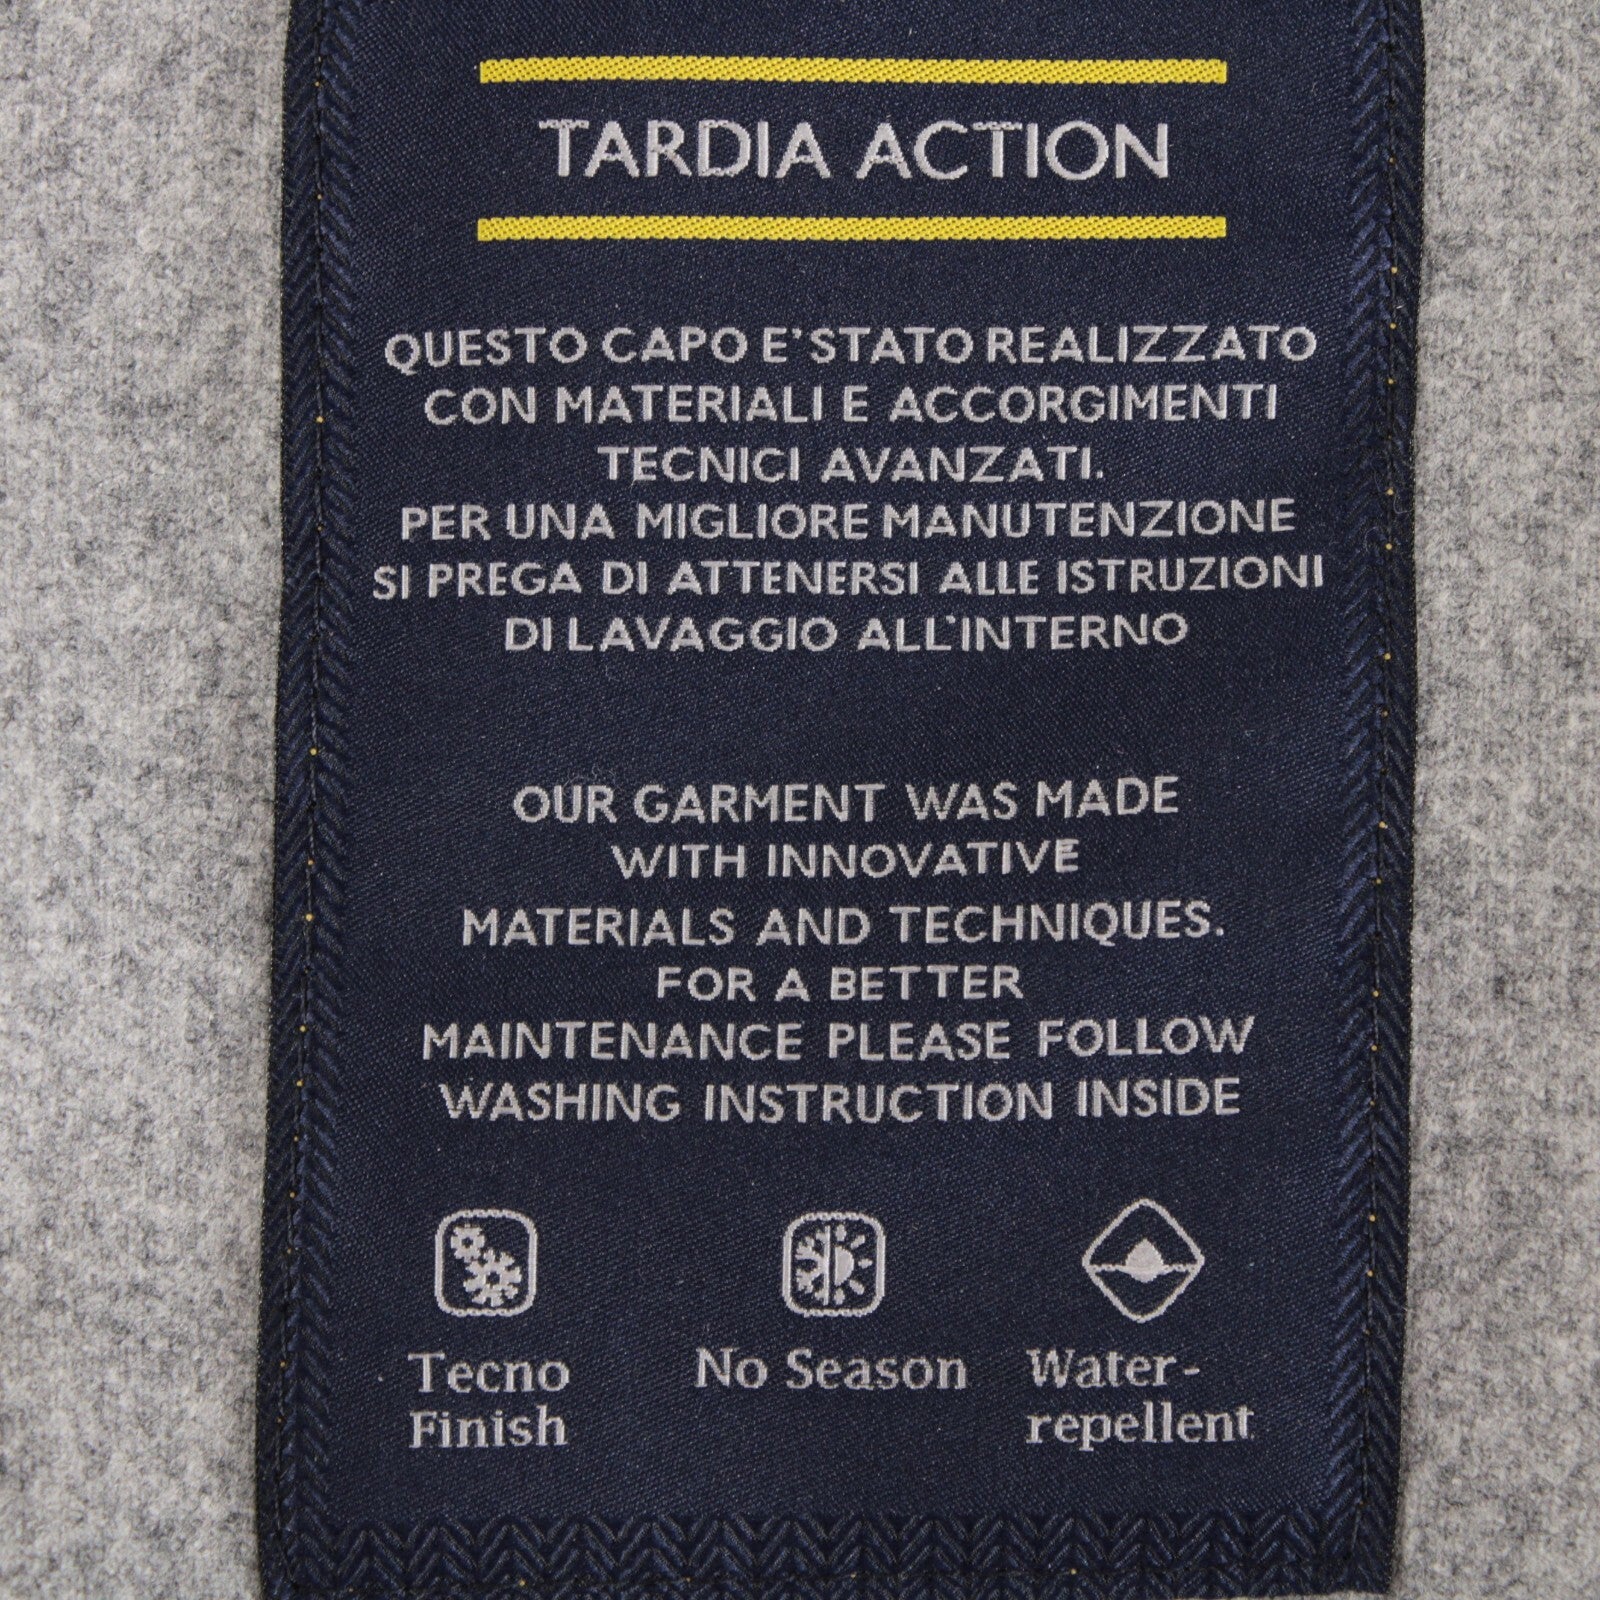 TARDIA ACTION
QUESTO CAPO E'STATO REALIZZATO
CON MATERIALI E ACCORGIMENTI
TECNICI AVANZATI.
PER UNA MIGLIORE MANUTENZIONE
SI PREGA DI ATTENERSI ALLE ISTRUZIONI
DI LAVAGGIO ALL'INTERNO
OUR GARMENT WAS MADE
WITH INNOVATIVE
MATERIALS AND TECHNIQUES.
FOR A BETTER
MAINTENANCE PLEASE FOLLOW
WASHING INSTRUCTION INSIDE
Tecno
Finish
No Season
Water-
repellent